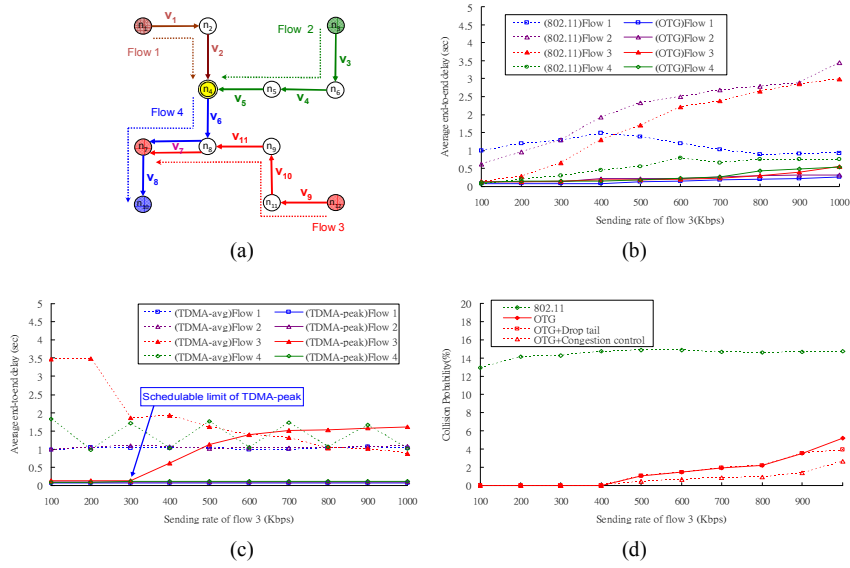 n1
v1
n2
n3
Flow 1
v2
Flow 2
v3
n4
n5
n6
v5
v4
Flow 4
v6
n7
v7
n8
v11
n9
v8
v10
n10
n11
v9
n12
Flow 3
(a)
Average end-to-end delay (sec)
5
4.5
4
3.5
3
2.5
2
1.5
1
0.5
0
(802.11)Flow 1
(802.11)Flow 2
(802.11)Flow 3
(802.11)Flow 4
(OTG)Flow 1
(OTG)Flow 2
(OTG)Flow 3
(OTG)Flow 4
100 200 300 400 500 600 700 800 900 1000
Sending rate of flow 3(Kbps)
(b)
Average end-to-end delay (sec)
5
4.5
4
3.5
3
2.5
2
1.5
1
0.5
0
(TDMA-avg)Flow 1
(TDMA-avg)Flow 2
(TDMA-avg)Flow 3
(TDMA-avg)Flow 4
(TDMA-peak)Flow 1
(TDMA-peak)Flow 2
(TDMA-peak)Flow 3
(TDMA-peak)Flow 4
Schedulable limit of TDMA-peak
100 200 300 400 500 600 700 800 900 1000
Sending rate of flow 3 (Kbps)
(c)
Collision Probability(%)
20
18
16
14
12
10
8
6
4
2
0
802.11
OTG
OTG+Drop tail
OTG+Congestion control
100 200 300 400 500 600 700 800 900
Sending rate of flow 3 (Kbps)
(d)